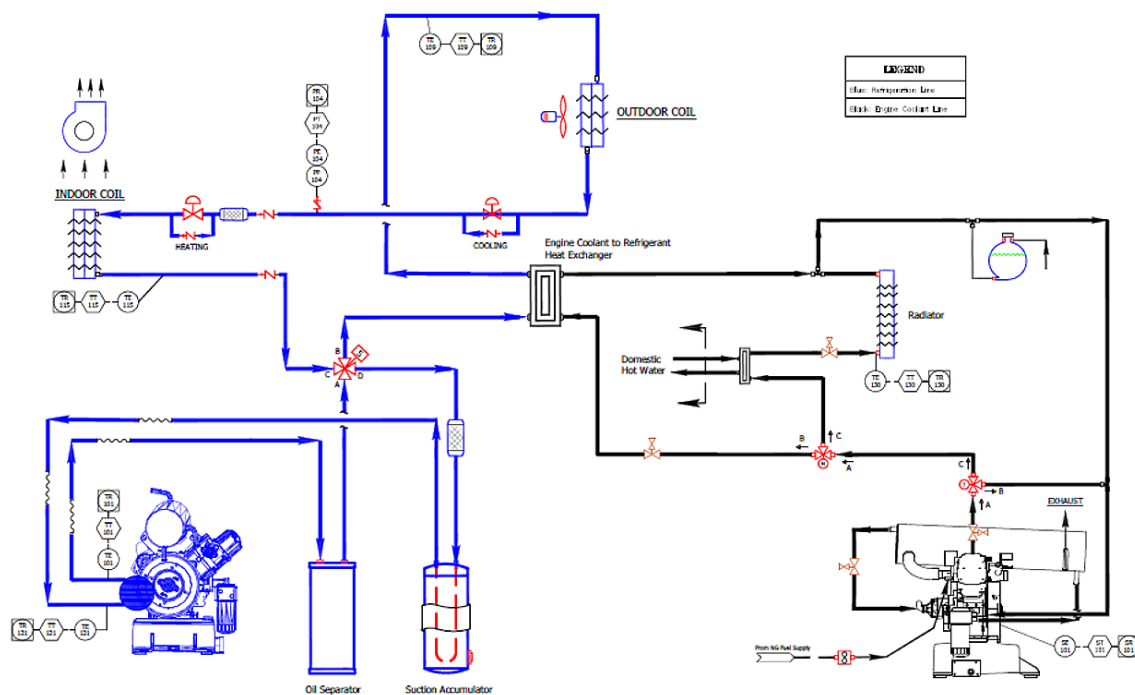 TE
109
TT
109
TR
109
LEGEND
Blue: Refrigeration Line
Black: Engine Coolant Line
PR
104
PT
104
PE
104
PP
104
OUTDOOR COIL
INDOOR COIL
HEATING
COOLING
Engine Coolant to Refrigerant
Heat Exchanger
TR
115
TT
115
TE
115
Radiator
B
S
C
D
A
Domestic
Hot Water
TE
130
TT
130
TR
130
B
C
A
M
C
T
B
A
EXHAUST
TR
101
TT
101
TE
101
TR
121
TT
121
TE
121
From NG Fuel Supply
SE
101
ST
101
SR
101
Oil Separator
Suction Accumulator